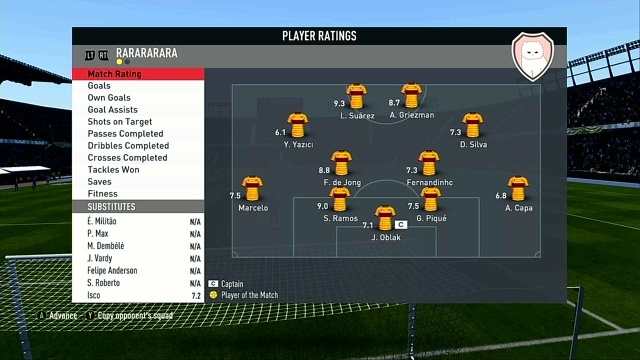 PLAYER RATINGS
LT RT RARARARARA
Match Rating
Goals
Own Goals
Goal Assists
Shots on Target
Passes Completed
Dribbles Completed
Crosses Completed
Tackles Won
Saves
Fitness
SUBSTITUTES
É. Militão N/A
P. Max N/A
M. Dembélé N/A
J. Vardy N/A
Felipe Anderson N/A
S. Roberto N/A
Isco 7.2
9.3 L. Suárez
8.7 A. Griezman
6.1 Y. Yazıcı
7.3 D. Silva
8.8 F. de Jong
7.3 Fernandinho
7.5 Marcelo
9.0 S. Ramos
7.5 G. Piqué
6.8 A. Capa
7.1 C J. Oblak
C Captain
Player of the Match
A Advance Y Copy opponent's squad